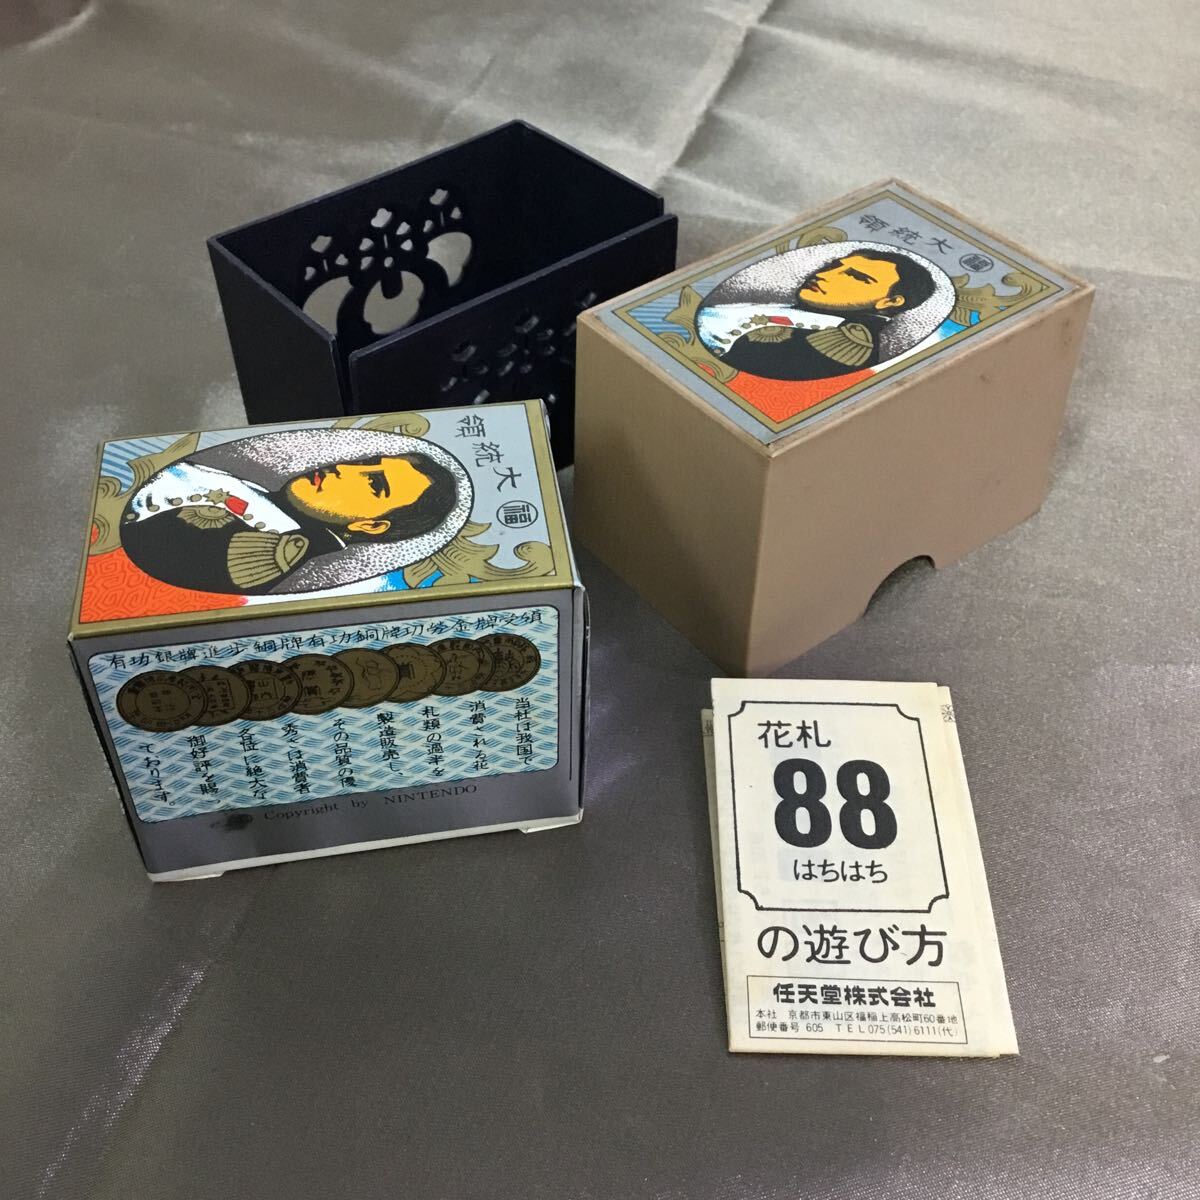 大統領
福
大統領
福
有功銀牌進歩銅牌有功銅牌功労金牌受領
当社は我国で
消費される花
札類の過半を
製造販売し、
その品質の優
秀さは消費者
各位に絶大な
御好評を賜っ
ております。
Copyright by NINTENDO
花札
88
はちはち
の遊び方
任天堂株式会社
本社 京都市東山区福稲上高松町60番地
郵便番号 605 TEL 075(541)6111(代)